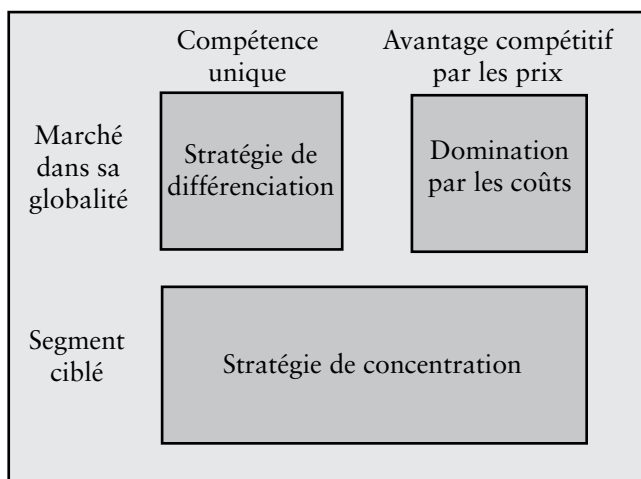 Compétence
unique
Avantage compétitif
par les prix
Marché
dans sa
globalité
Stratégie de
différenciation
Domination
par les coûts
Segment
ciblé
Stratégie de concentration